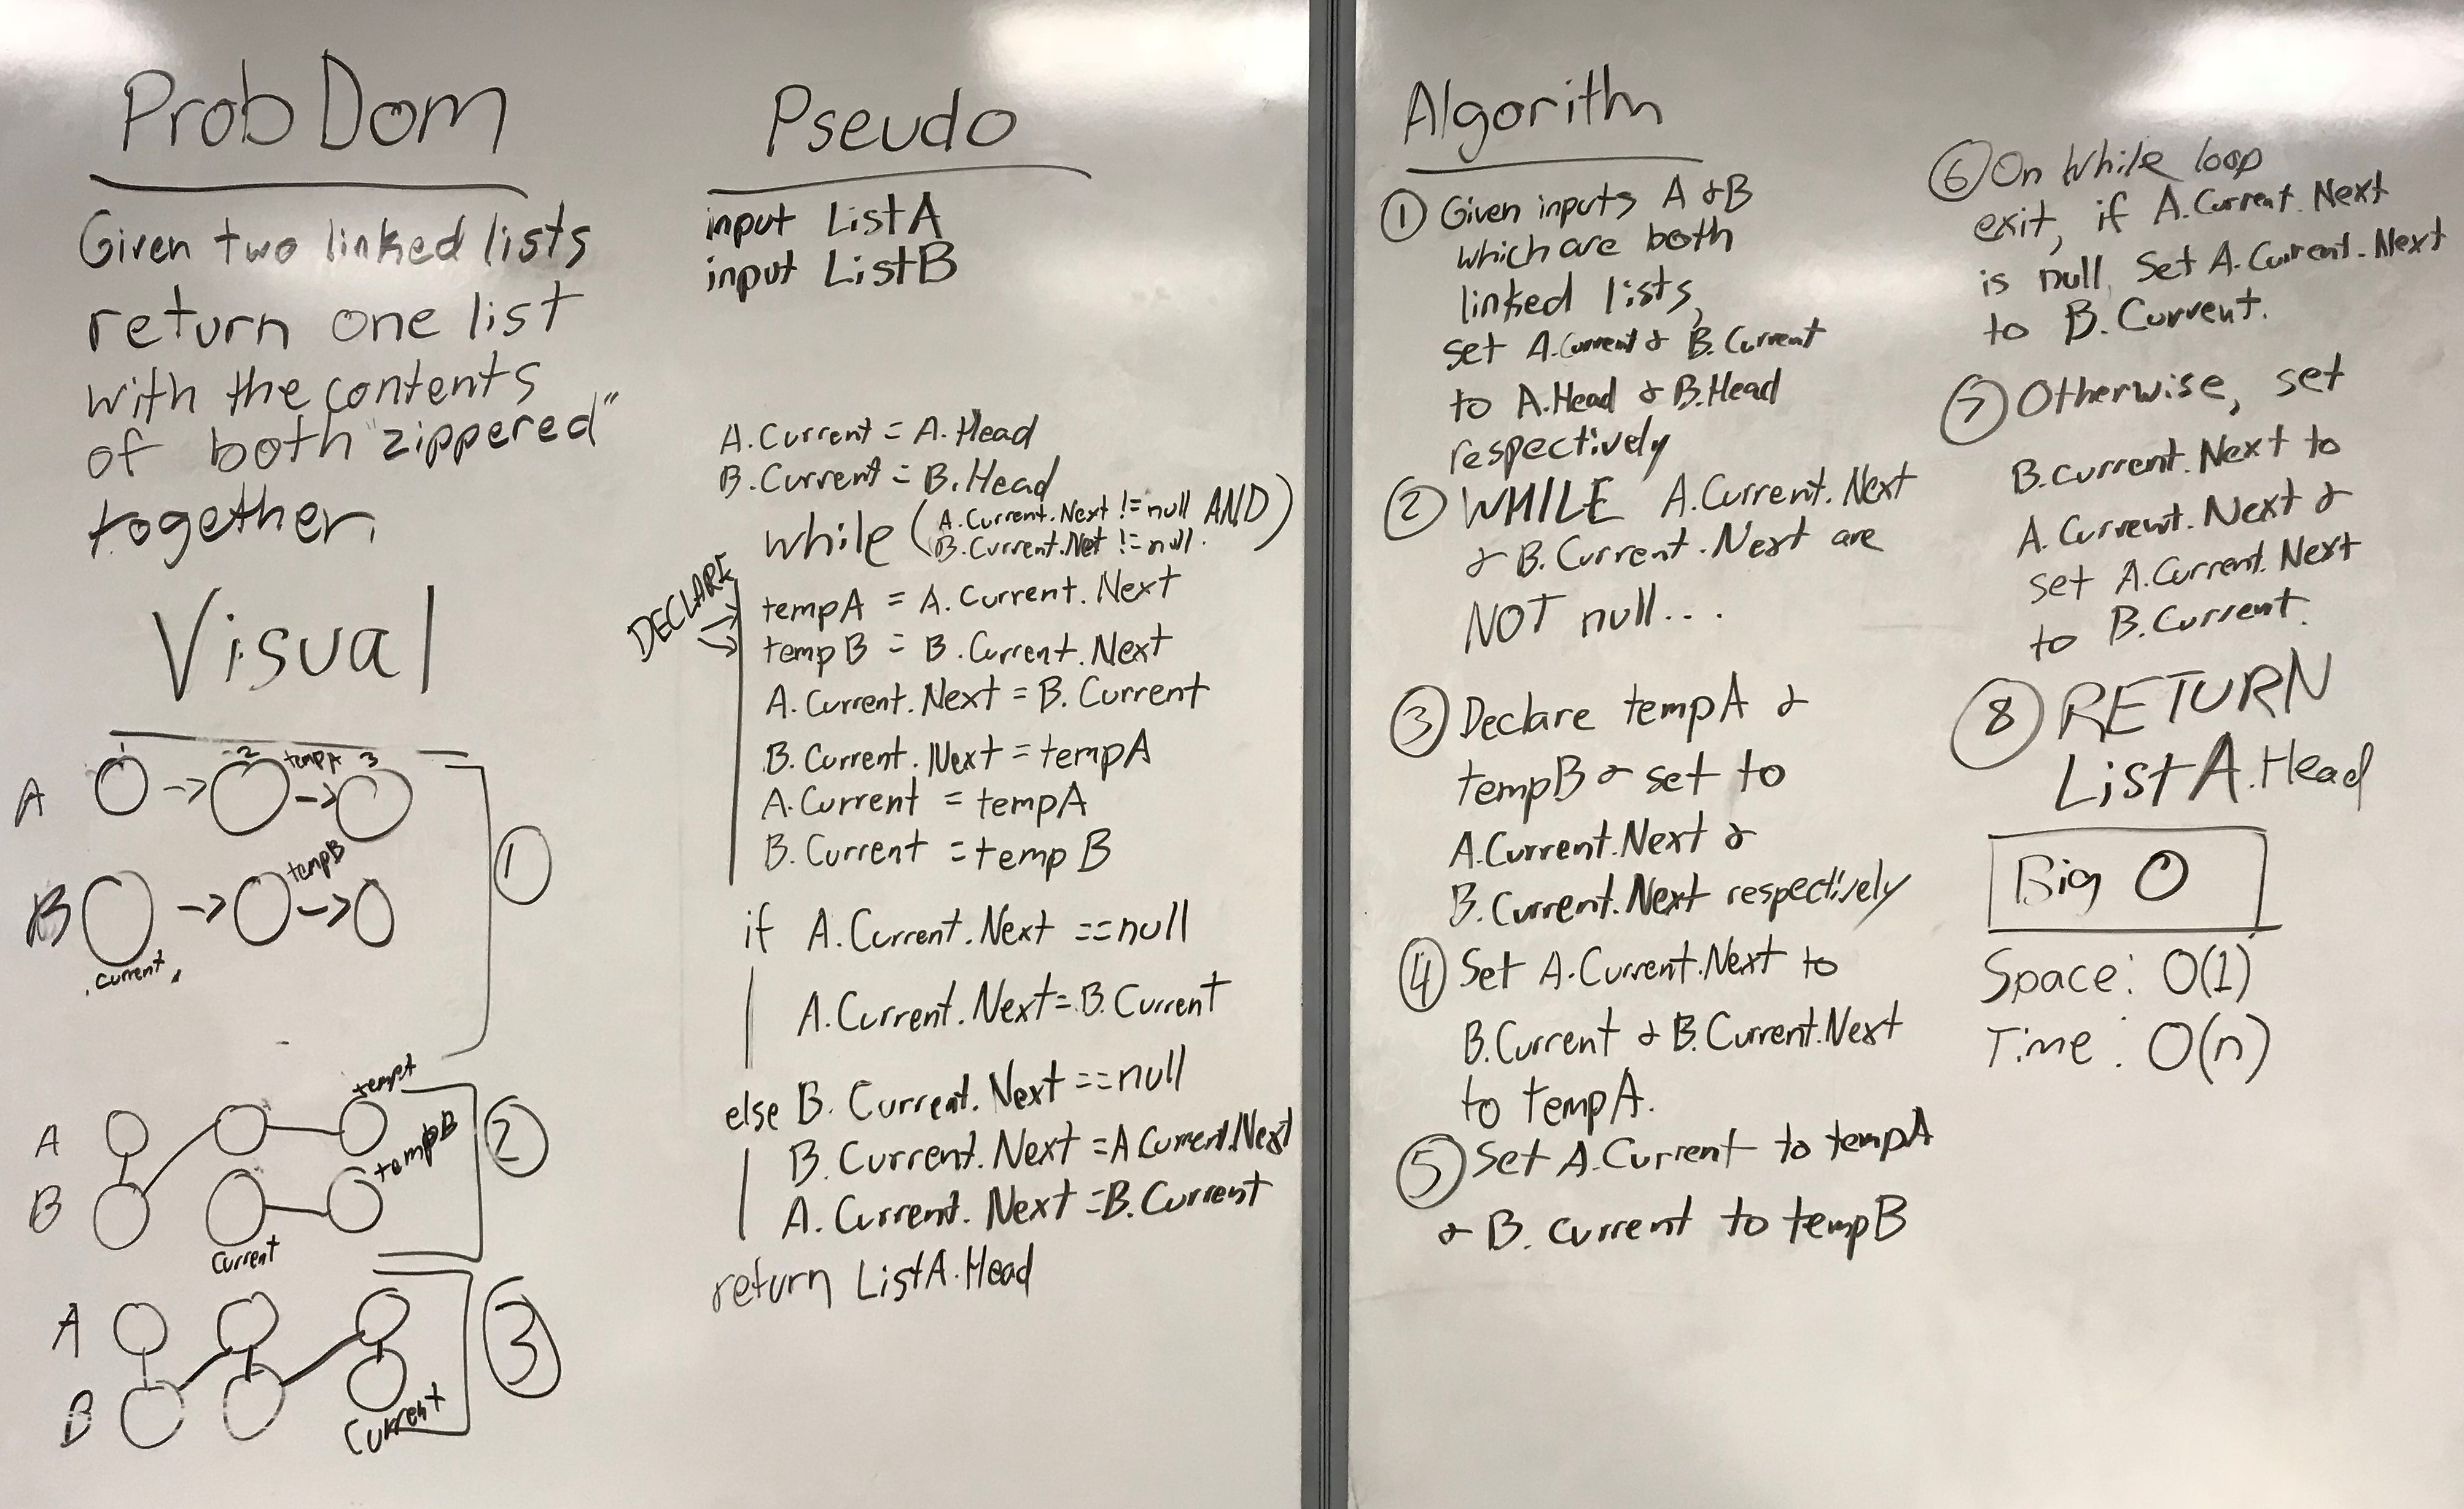 Prob Dom
Given two linked lists
return one list
with the contents
of both "zippered"
together.
Visual
1 2 tempA 3
A
tempB
B
.current
1
tempA
A
tempB
B
Current
2
A
B
Current
3
Pseudo
input ListA
input ListB
A.Current = A.Head
B.Current = B.Head
while (A.Current.Next != null AND
B.Current.Net != null.)
DECLARE
tempA = A.Current.Next
tempB = B.Current.Next
A.Current.Next = B.Current
B.Current.Next = tempA
A.Current = tempA
B.Current = tempB
if A.Current.Next == null
A.Current.Next = B.Current
else B.Current.Next == null
B.Current.Next = A.Current.Next
A.Current.Next = B.Current
return ListA.Head
Algorithm
① Given inputs A & B
which are both
linked lists,
set A.Current & B.Current
to A.Head & B.Head
respectively
② WHILE A.Current.Next
& B.Current.Next are
NOT null...
③ Declare tempA &
tempB & set to
A.Current.Next &
B.Current.Next respectively
④ Set A.Current.Next to
B.Current & B.Current.Next
to tempA.
⑤ Set A.Current to tempA
& B.Current to tempB
⑥ On While loop
exit, if A.Current.Next
is null, Set A.Current.Next
to B.Current.
⑦ Otherwise, set
B.current.Next to
A.Current.Next &
set A.Current.Next
to B.Current.
⑧ RETURN
ListA.Head
Big O
Space: O(1)
Time: O(n)